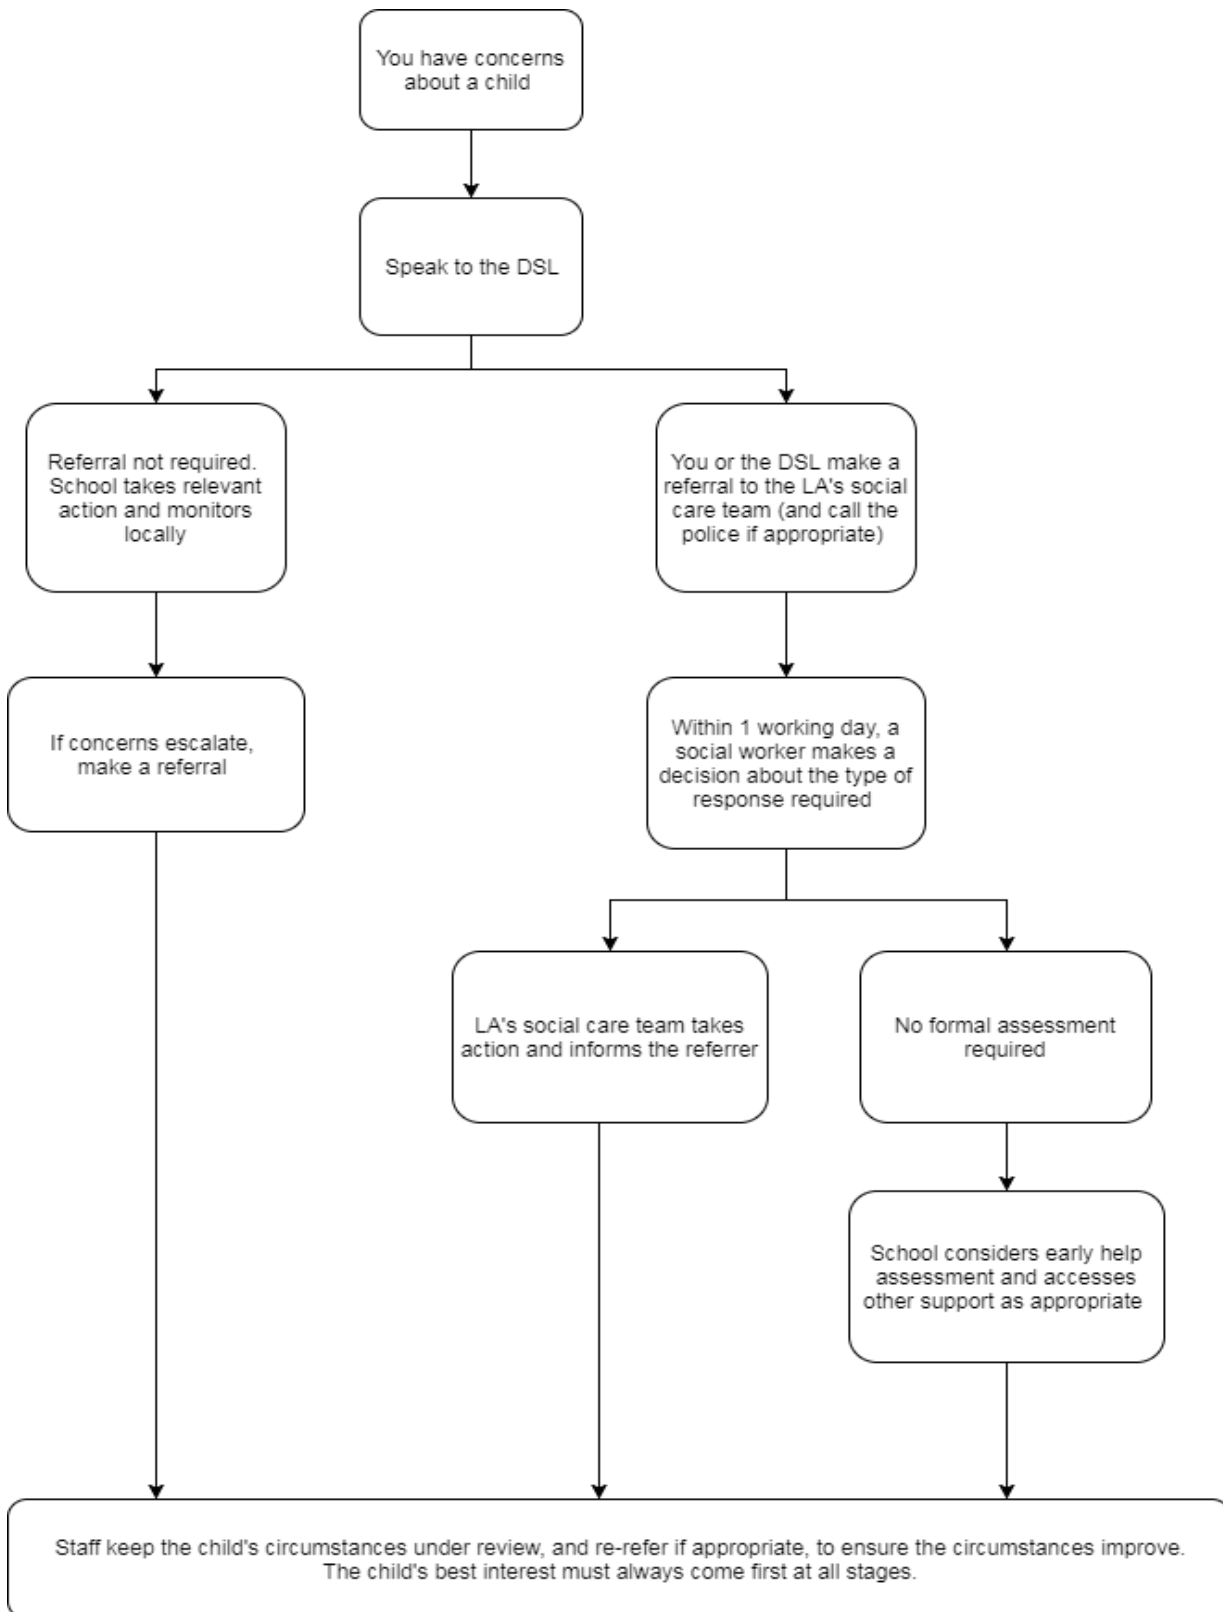 You have concerns
about a child
Speak to the DSL
Referral not required.
School takes relevant
action and monitors
locally
You or the DSL make a
referral to the LA's social
care team (and call the
police if appropriate)
If concerns escalate,
make a referral
Within 1 working day, a
social worker makes a
decision about the type of
response required
LA's social care team takes
action and informs the referrer
No formal assessment
required
School considers early help
assessment and accesses
other support as appropriate
Staff keep the child's circumstances under review, and re-refer if appropriate, to ensure the circumstances improve.
The child's best interest must always come first at all stages.